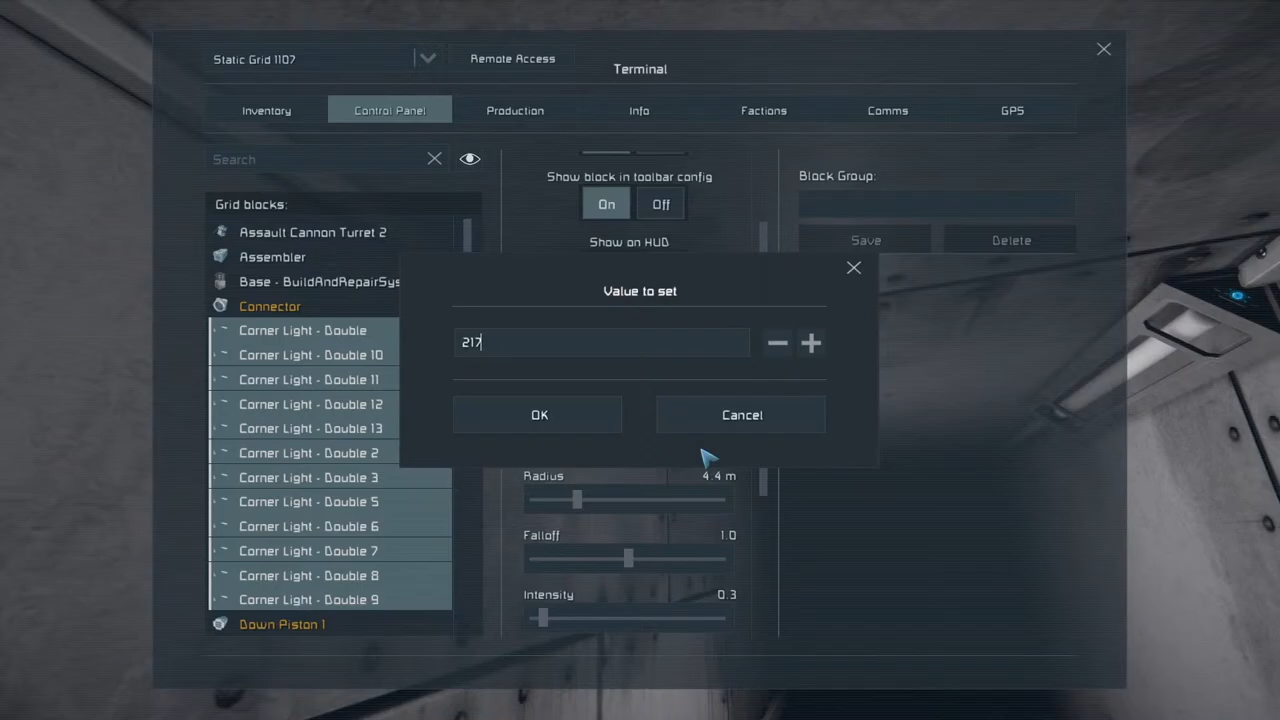 Static Grid 1107
Remote Access
Terminal
Inventory
Control Panel
Production
Info
Factions
Comms
GPS
Search
Grid blocks:
Assault Cannon Turret 2
Assembler
Base - BuildAndRepairSys
Connector
Corner Light - Double
Corner Light - Double 10
Corner Light - Double 11
Corner Light - Double 12
Corner Light - Double 13
Corner Light - Double 2
Corner Light - Double 3
Corner Light - Double 5
Corner Light - Double 6
Corner Light - Double 7
Corner Light - Double 8
Corner Light - Double 9
Down Piston 1
Show block in toolbar config
On
Off
Show on HUD
Value to set
217
OK
Cancel
Radius
4.4 m
Falloff
1.0
Intensity
0.3
Block Group:
Save
Delete